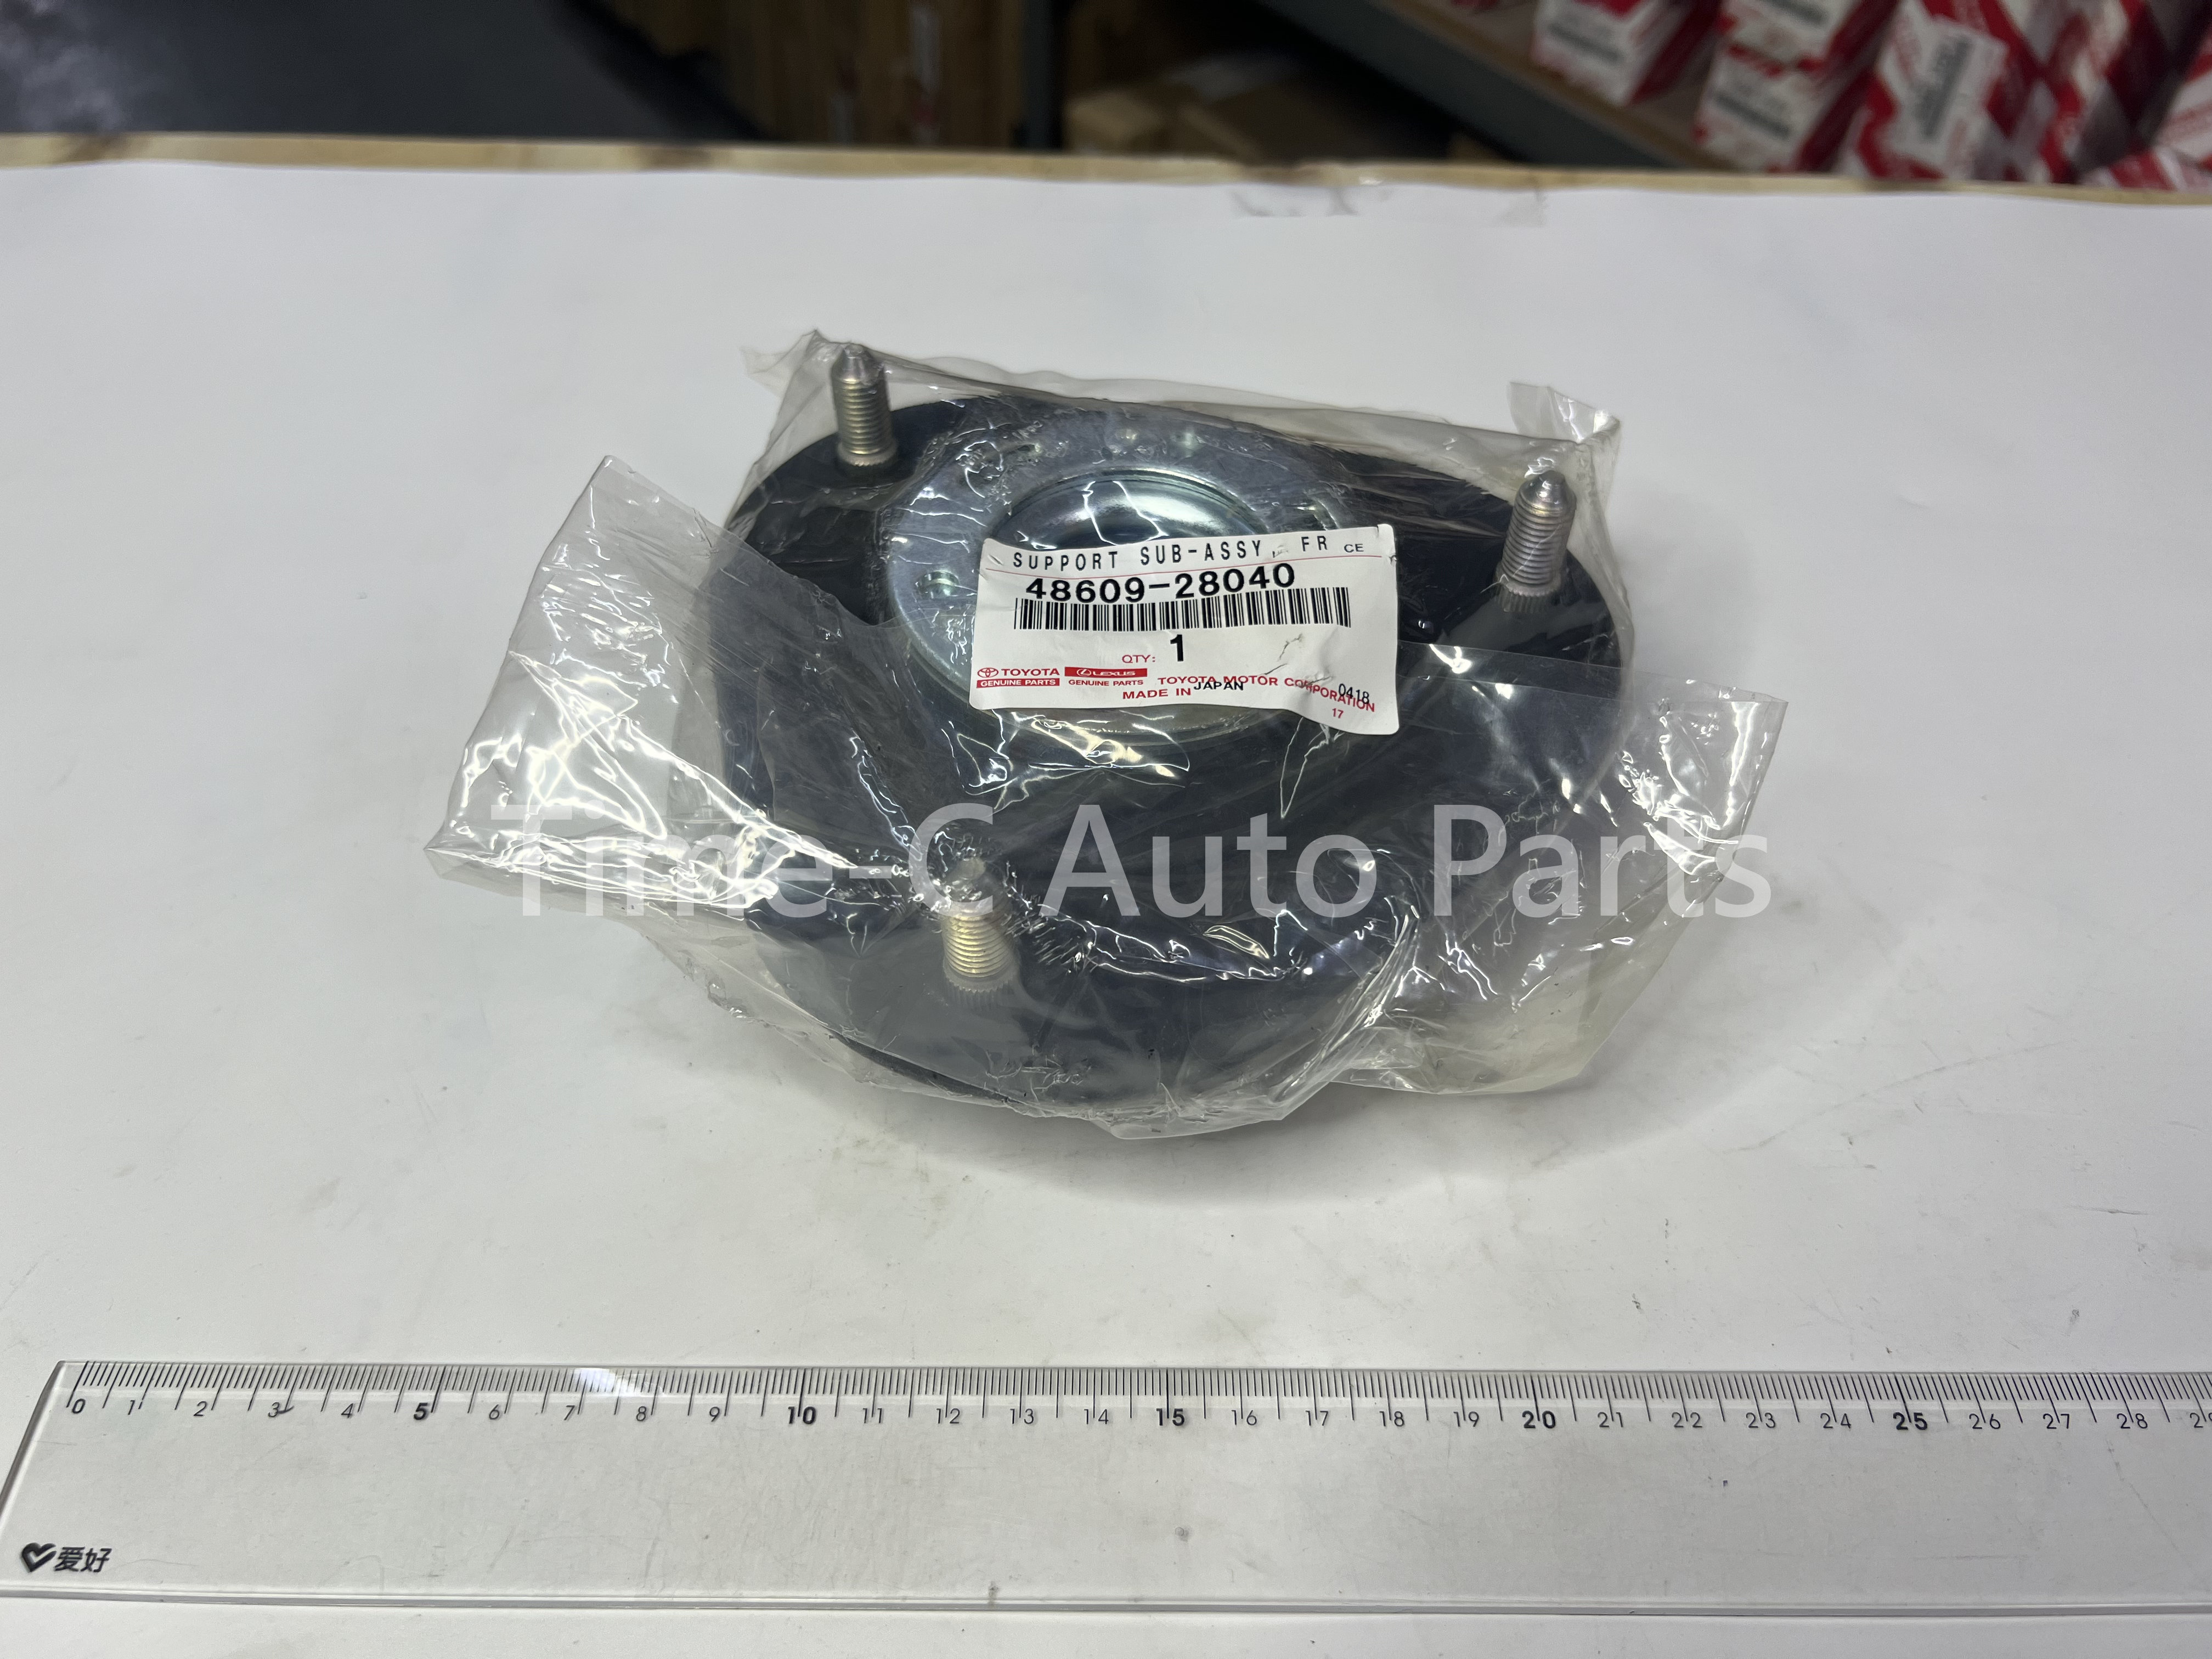 SUPPORT SUB-ASSY, FR CE
48609-28040
QTY: 1
TOYOTA LEXUS
GENUINE PARTS GENUINE PARTS TOYOTA MOTOR CORPORATION
MADE IN JAPAN 0418
17
Time-C Auto Parts
0 1 2 3 4 5 6 7 8 9 10 11 12 13 14 15 16 17 18 19 20 21 22 23 24 25 26 27 28
爱好